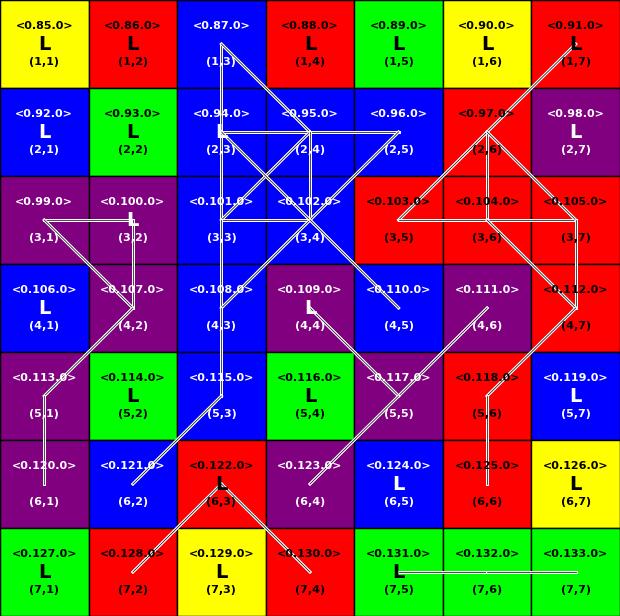 <0.85.0> <0.86.0> <0.87.0> <0.88.0> <0.89.0> <0.90.0> <0.91.0>
L L L L L L
(1,1) (1,2) (1,3) (1,4) (1,5) (1,6) (1,7)
<0.92.0> <0.93.0> <0.94.0> <0.95.0> <0.96.0> <0.97.0> <0.98.0>
L L L L
(2,1) (2,2) (2,3) (2,4) (2,5) (2,6) (2,7)
<0.99.0> <0.100.0> <0.101.0> <0.102.0> <0.103.0> <0.104.0> <0.105.0>
L
(3,1) (3,2) (3,3) (3,4) (3,5) (3,6) (3,7)
<0.106.0> <0.107.0> <0.108.0> <0.109.0> <0.110.0> <0.111.0> <0.112.0>
L L
(4,1) (4,2) (4,3) (4,4) (4,5) (4,6) (4,7)
<0.113.0> <0.114.0> <0.115.0> <0.116.0> <0.117.0> <0.118.0> <0.119.0>
L L L
(5,1) (5,2) (5,3) (5,4) (5,5) (5,6) (5,7)
<0.120.0> <0.121.0> <0.122.0> <0.123.0> <0.124.0> <0.125.0> <0.126.0>
L L L
(6,1) (6,2) (6,3) (6,4) (6,5) (6,6) (6,7)
<0.127.0> <0.128.0> <0.129.0> <0.130.0> <0.131.0> <0.132.0> <0.133.0>
L L L
(7,1) (7,2) (7,3) (7,4) (7,5) (7,6) (7,7)